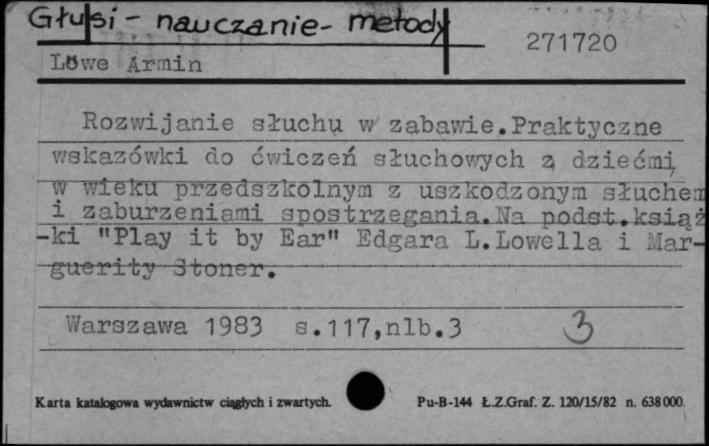 Głusi - nauczanie - metody
271720
Löwe Armin
Rozwijanie słuchu w zabawie.Praktyczne
wskazówki do ćwiczeń słuchowych z dziećmi
w wieku przedszkolnym z uszkodzonym słuchem
i zaburzeniami spostrzegania.Na podst.książ
-ki "Play it by Ear" Edgara L.Lowella i Mar-
guerity Stoner.
Warszawa 1983 s.117,nlb.3 3
Karta katalogowa wydawnictw ciągłych i zwartych. Pu-B-144 Ł.Z.Graf. Z. 120/15/82 n. 638000.